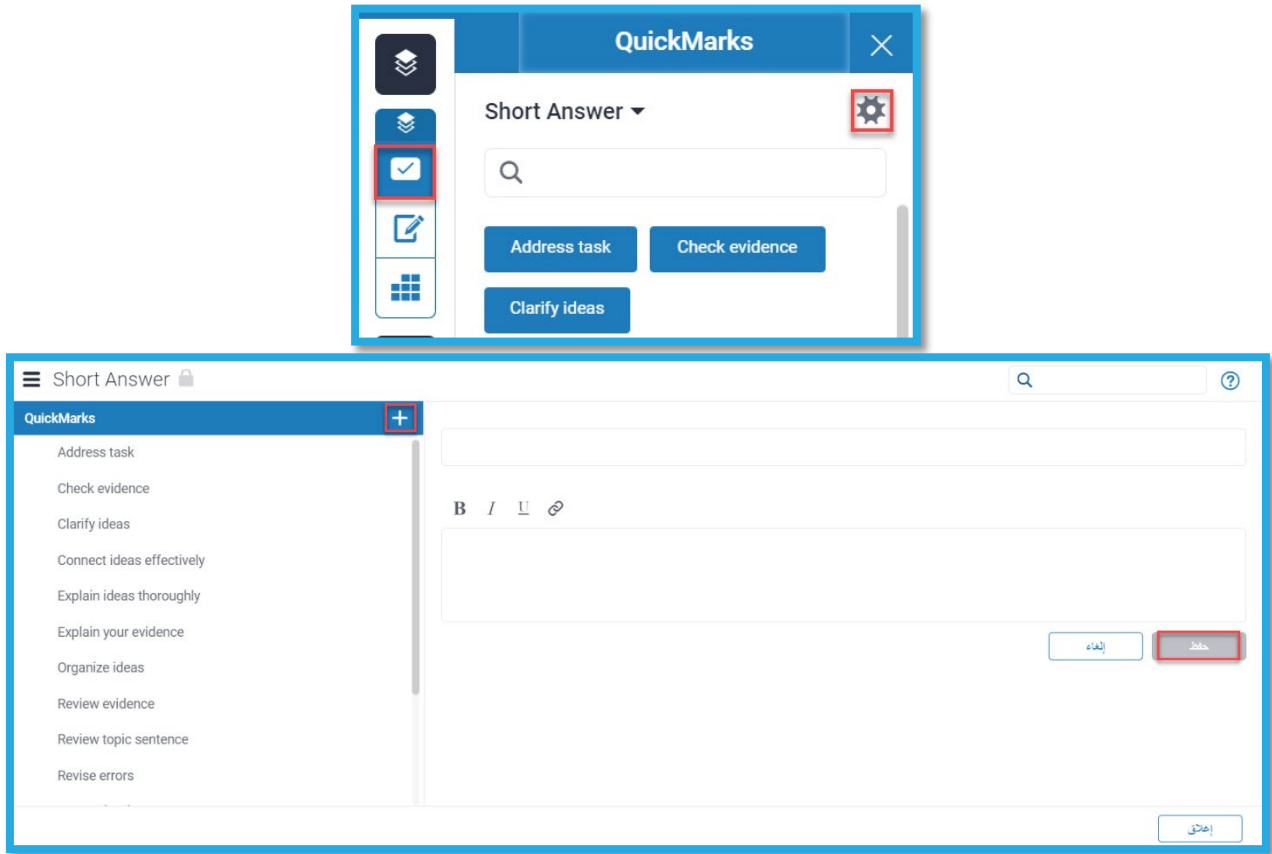 QuickMarks
Short Answer
Address task
Check evidence
Clarify ideas
Short Answer
QuickMarks
Address task
Check evidence
Clarify ideas
Connect ideas effectively
Explain ideas thoroughly
Explain your evidence
Organize ideas
Review evidence
Review topic sentence
Revise errors
B I U
إلغاء
حفظ
إغلاق